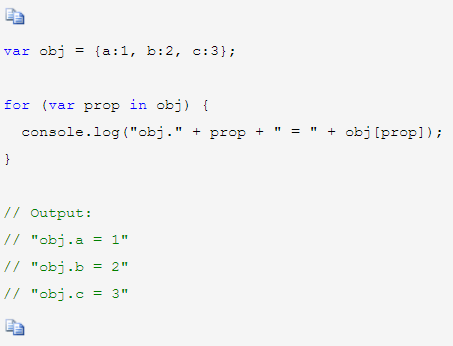 var obj = {a:1, b:2, c:3};
for (var prop in obj) {
  console.log("obj." + prop + " = " + obj[prop]);
}
// Output:
// "obj.a = 1"
// "obj.b = 2"
// "obj.c = 3"